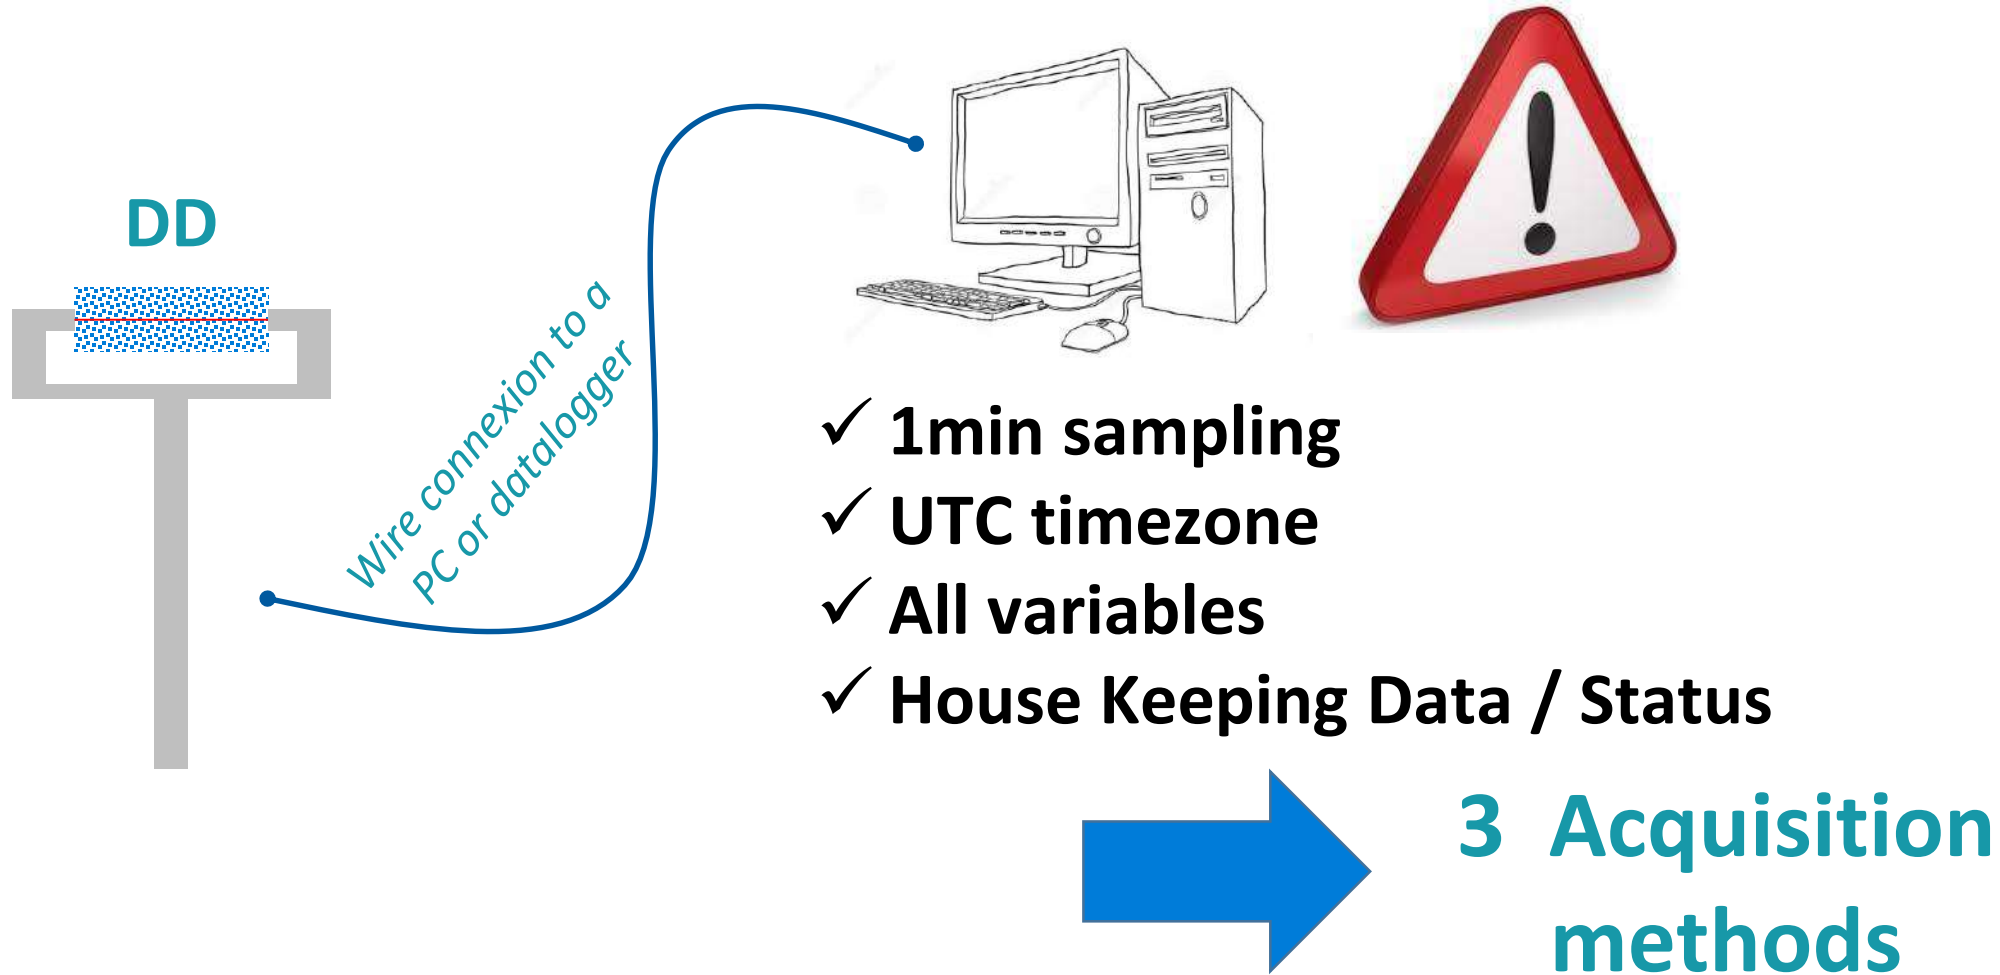 DD
Wire connexion to a
PC or datalogger
✓ 1min sampling
✓ UTC timezone
✓ All variables
✓ House Keeping Data / Status
3 Acquisition
methods